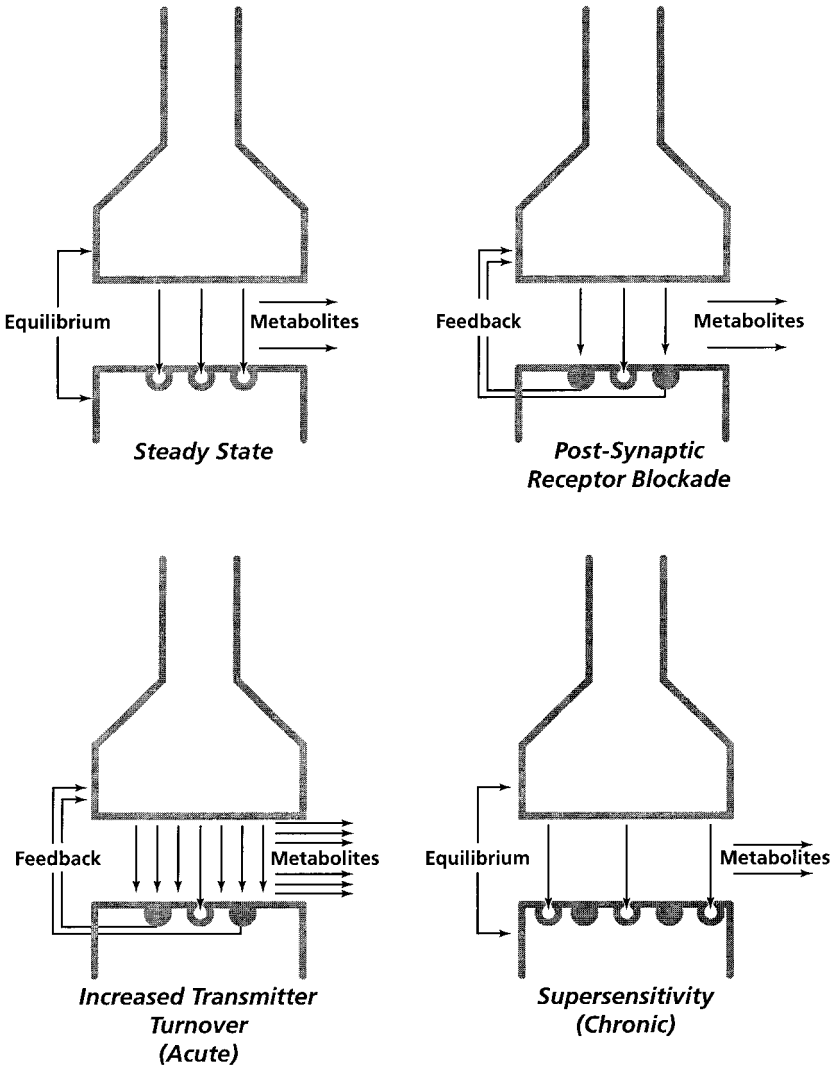 Equilibrium
Metabolites
Steady State
Feedback
Metabolites
Post-Synaptic
Receptor Blockade
Feedback
Metabolites
Increased Transmitter
Turnover
(Acute)
Equilibrium
Metabolites
Supersensitivity
(Chronic)